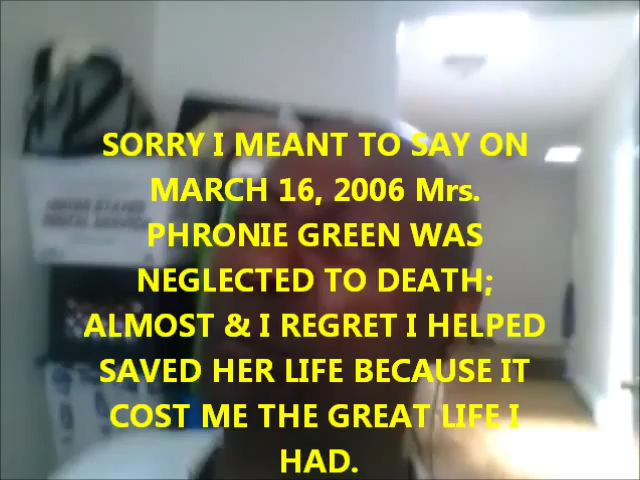 SORRY I MEANT TO SAY ON
MARCH 16, 2006 Mrs.
PHRONIE GREEN WAS
NEGLECTED TO DEATH;
ALMOST & I REGRET I HELPED
SAVED HER LIFE BECAUSE IT
COST ME THE GREAT LIFE I
HAD.